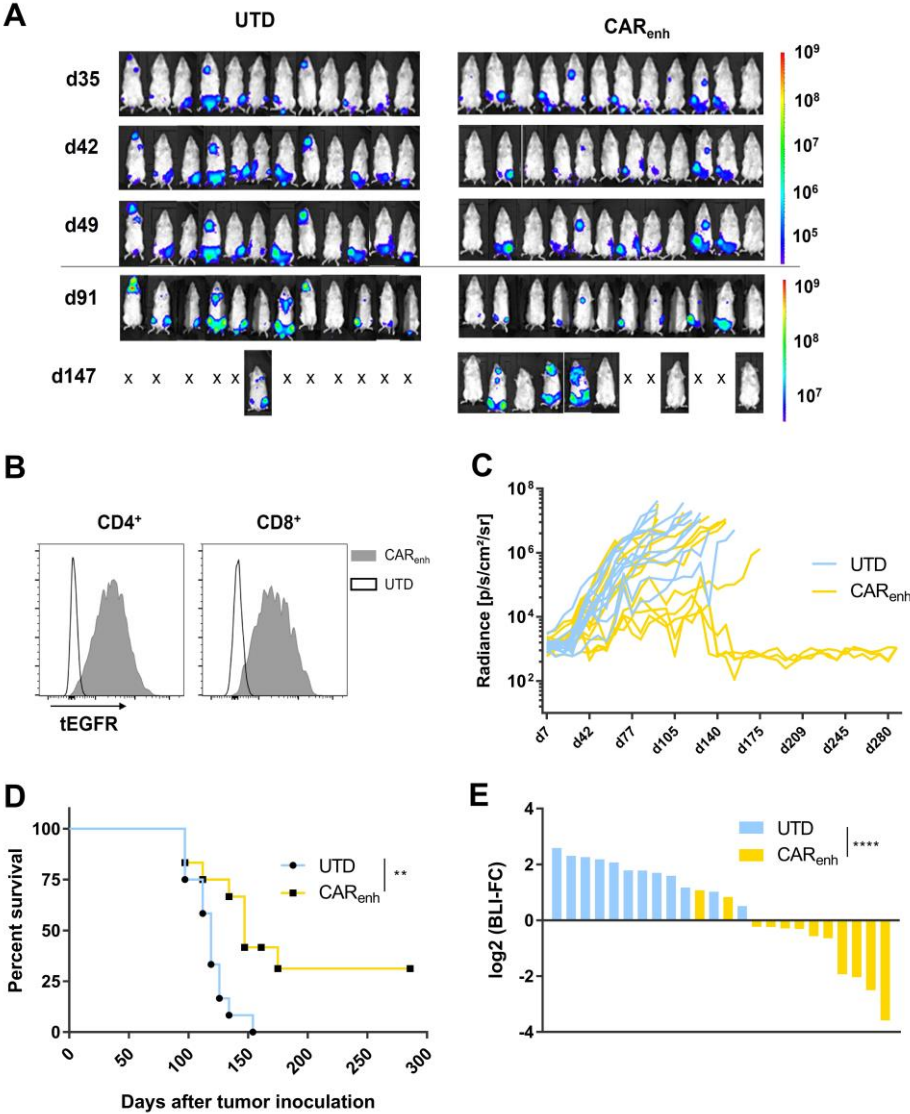 A
UTD
CARenh
d35
d42
d49
d91
d147
X X X X X X X X X X X
X X X X
10⁹
10⁸
10⁷
10⁶
10⁵
10⁹
10⁸
10⁷
B
CD4⁺
CD8⁺
CARenh
UTD
tEGFR
C
Radiance [p/s/cm²/sr]
10⁸
10⁶
10⁴
10²
d7 d42 d77 d105 d140 d175 d209 d245 d280
UTD
CARenh
D
Percent survival
100
75
50
25
0
0 50 100 150 200 250 300
Days after tumor inoculation
UTD
CARenh
**
E
log2 (BLI-FC)
4
2
0
-2
-4
UTD
CARenh
****